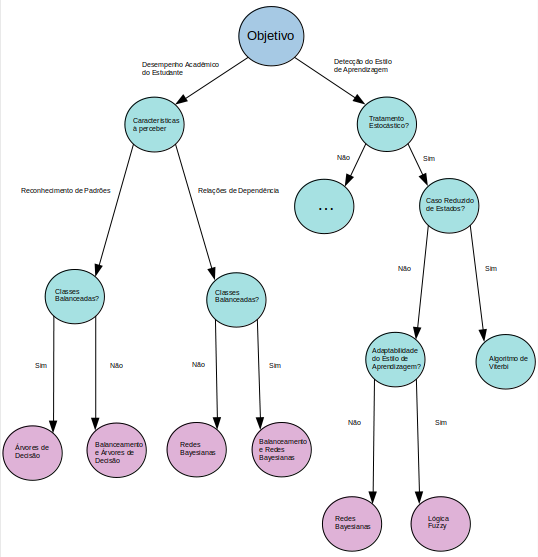 Objetivo
Desempenho Acadêmico
do Estudante
Detecção do Estilo
de Aprendizagem
Características
à perceber
Tratamento
Estocástico?
Não
Sim
Reconhecimento de Padrões
Relações de Dependência
...
Caso Reduzido
de Estados?
Não
Sim
Classes
Balanceadas?
Classes
Balanceadas?
Adaptabilidade
do Estilo de
Aprendizagem?
Algoritmo de
Viterbi
Sim
Não
Não
Sim
Não
Sim
Árvores de
Decisão
Balanceamento
e Árvores de
Decisão
Redes
Bayesianas
Balanceamento
e Redes
Bayesianas
Redes
Bayesianas
Lógica
Fuzzy